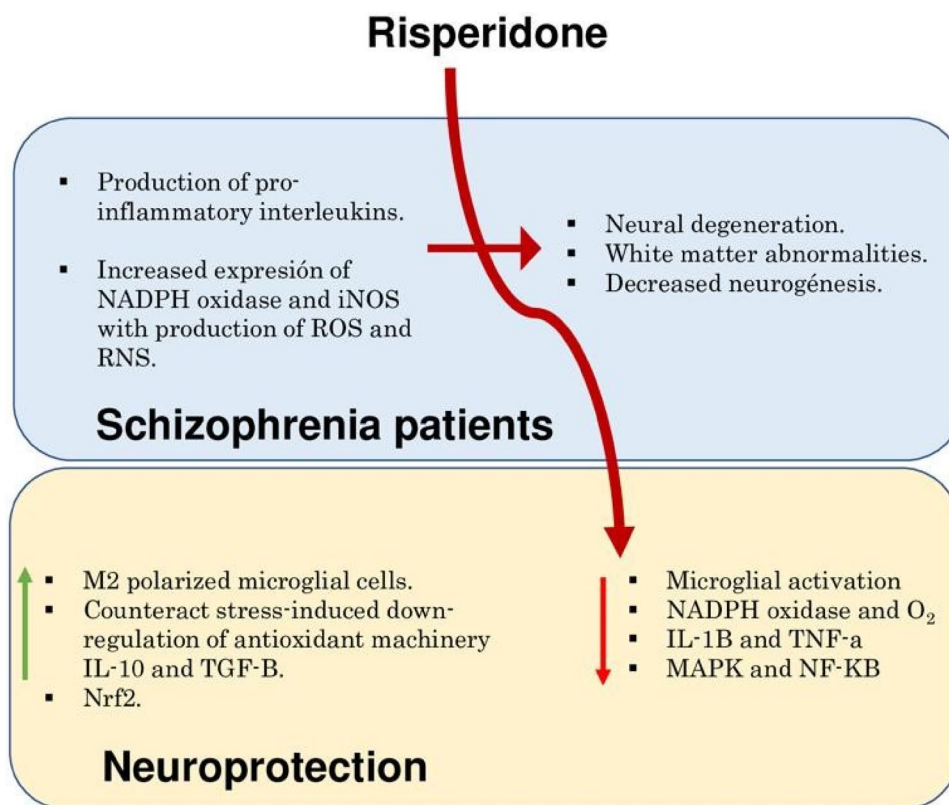 Risperidone
▪ Production of pro-
inflammatory interleukins.
▪ Increased expresión of
NADPH oxidase and iNOS
with production of ROS and
RNS.
▪ Neural degeneration.
▪ White matter abnormalities.
▪ Decreased neurogénesis.
Schizophrenia patients
▪ M2 polarized microglial cells.
▪ Counteract stress-induced down-
regulation of antioxidant machinery
IL-10 and TGF-B.
▪ Nrf2.
▪ Microglial activation
▪ NADPH oxidase and O₂
▪ IL-1B and TNF-a
▪ MAPK and NF-KB
Neuroprotection